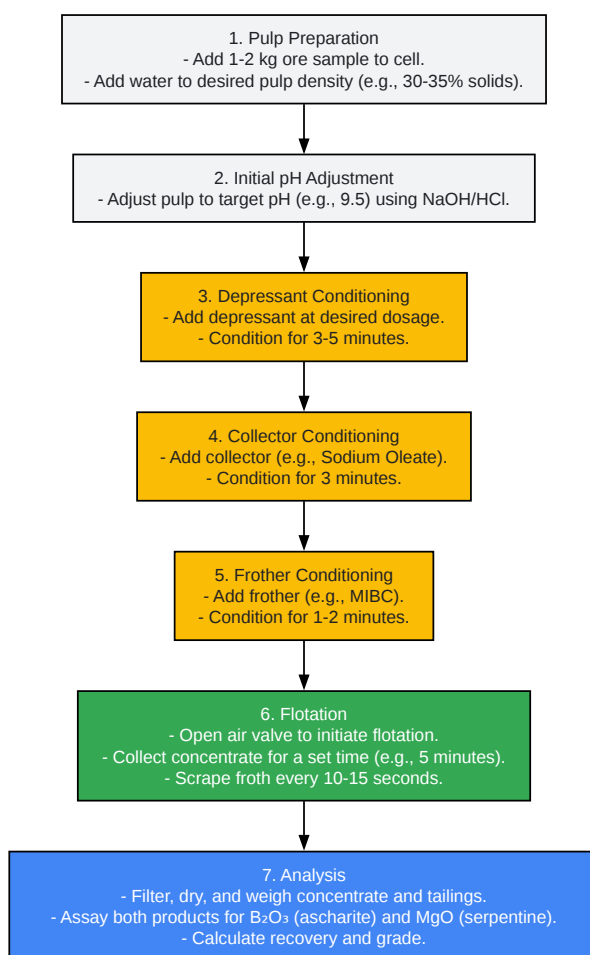 1. Pulp Preparation
- Add 1-2 kg ore sample to cell.
- Add water to desired pulp density (e.g., 30-35% solids).
2. Initial pH Adjustment
- Adjust pulp to target pH (e.g., 9.5) using NaOH/HCl.
3. Depressant Conditioning
- Add depressant at desired dosage.
- Condition for 3-5 minutes.
4. Collector Conditioning
- Add collector (e.g., Sodium Oleate).
- Condition for 3 minutes.
5. Frother Conditioning
- Add frother (e.g., MIBC).
- Condition for 1-2 minutes.
6. Flotation
- Open air valve to initiate flotation.
- Collect concentrate for a set time (e.g., 5 minutes).
- Scrape froth every 10-15 seconds.
7. Analysis
- Filter, dry, and weigh concentrate and tailings.
- Assay both products for B₂O₃ (ascharite) and MgO (serpentine).
- Calculate recovery and grade.